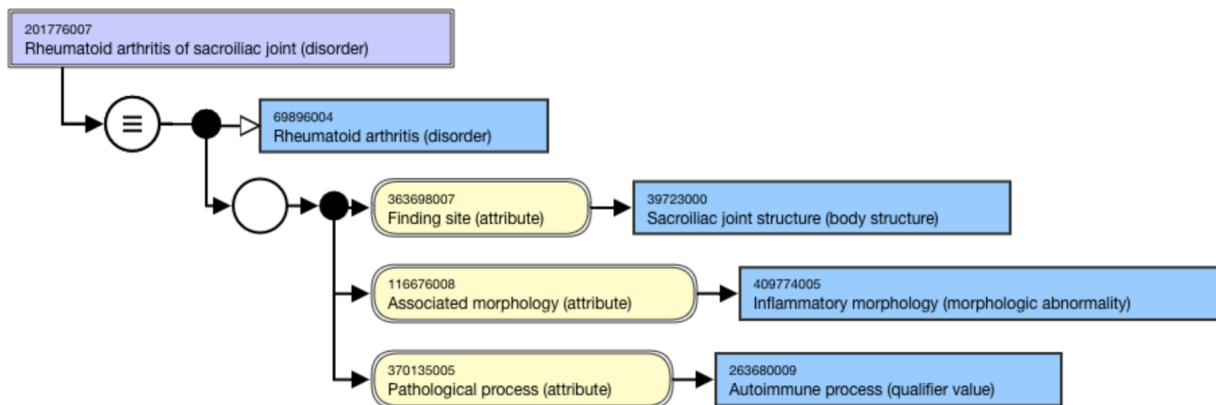 201776007
Rheumatoid arthritis of sacroiliac joint (disorder)
69896004
Rheumatoid arthritis (disorder)
363698007
Finding site (attribute)
39723000
Sacroiliac joint structure (body structure)
116676008
Associated morphology (attribute)
409774005
Inflammatory morphology (morphologic abnormality)
370135005
Pathological process (attribute)
263680009
Autoimmune process (qualifier value)